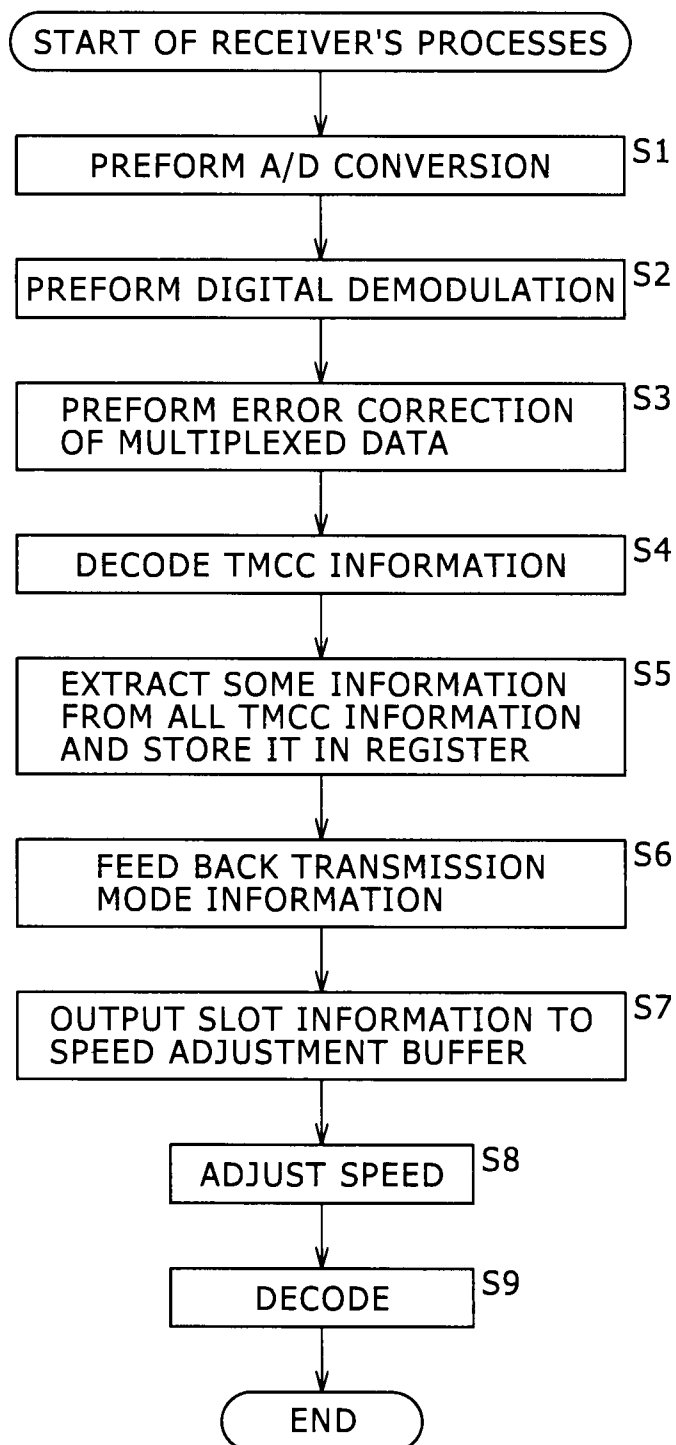 START OF RECEIVER'S PROCESSES
PREFORM A/D CONVERSION
S1
PREFORM DIGITAL DEMODULATION
S2
PREFORM ERROR CORRECTION
OF MULTIPLEXED DATA
S3
DECODE TMCC INFORMATION
S4
EXTRACT SOME INFORMATION
FROM ALL TMCC INFORMATION
AND STORE IT IN REGISTER
S5
FEED BACK TRANSMISSION
MODE INFORMATION
S6
OUTPUT SLOT INFORMATION TO
SPEED ADJUSTMENT BUFFER
S7
ADJUST SPEED
S8
DECODE
S9
END